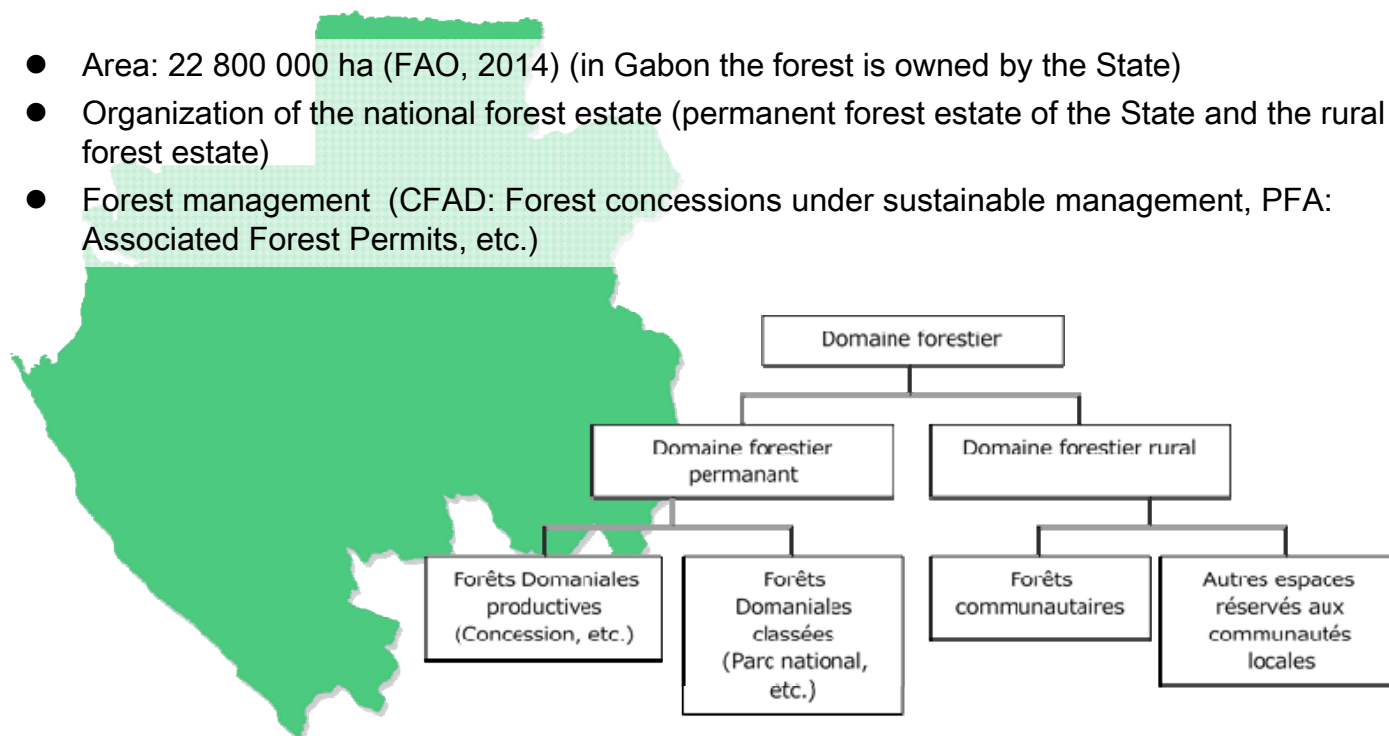 ● Area: 22 800 000 ha (FAO, 2014) (in Gabon the forest is owned by the State)
● Organization of the national forest estate (permanent forest estate of the State and the rural
forest estate)
● Forest management (CFAD: Forest concessions under sustainable management, PFA:
Associated Forest Permits, etc.)
Domaine forestier
Domaine forestier
permanant
Domaine forestier rural
Forêts Domaniales
productives
(Concession, etc.)
Forêts
Domaniales
classées
(Parc national,
etc.)
Forêts
communautaires
Autres espaces
réservés aux
communautés
locales